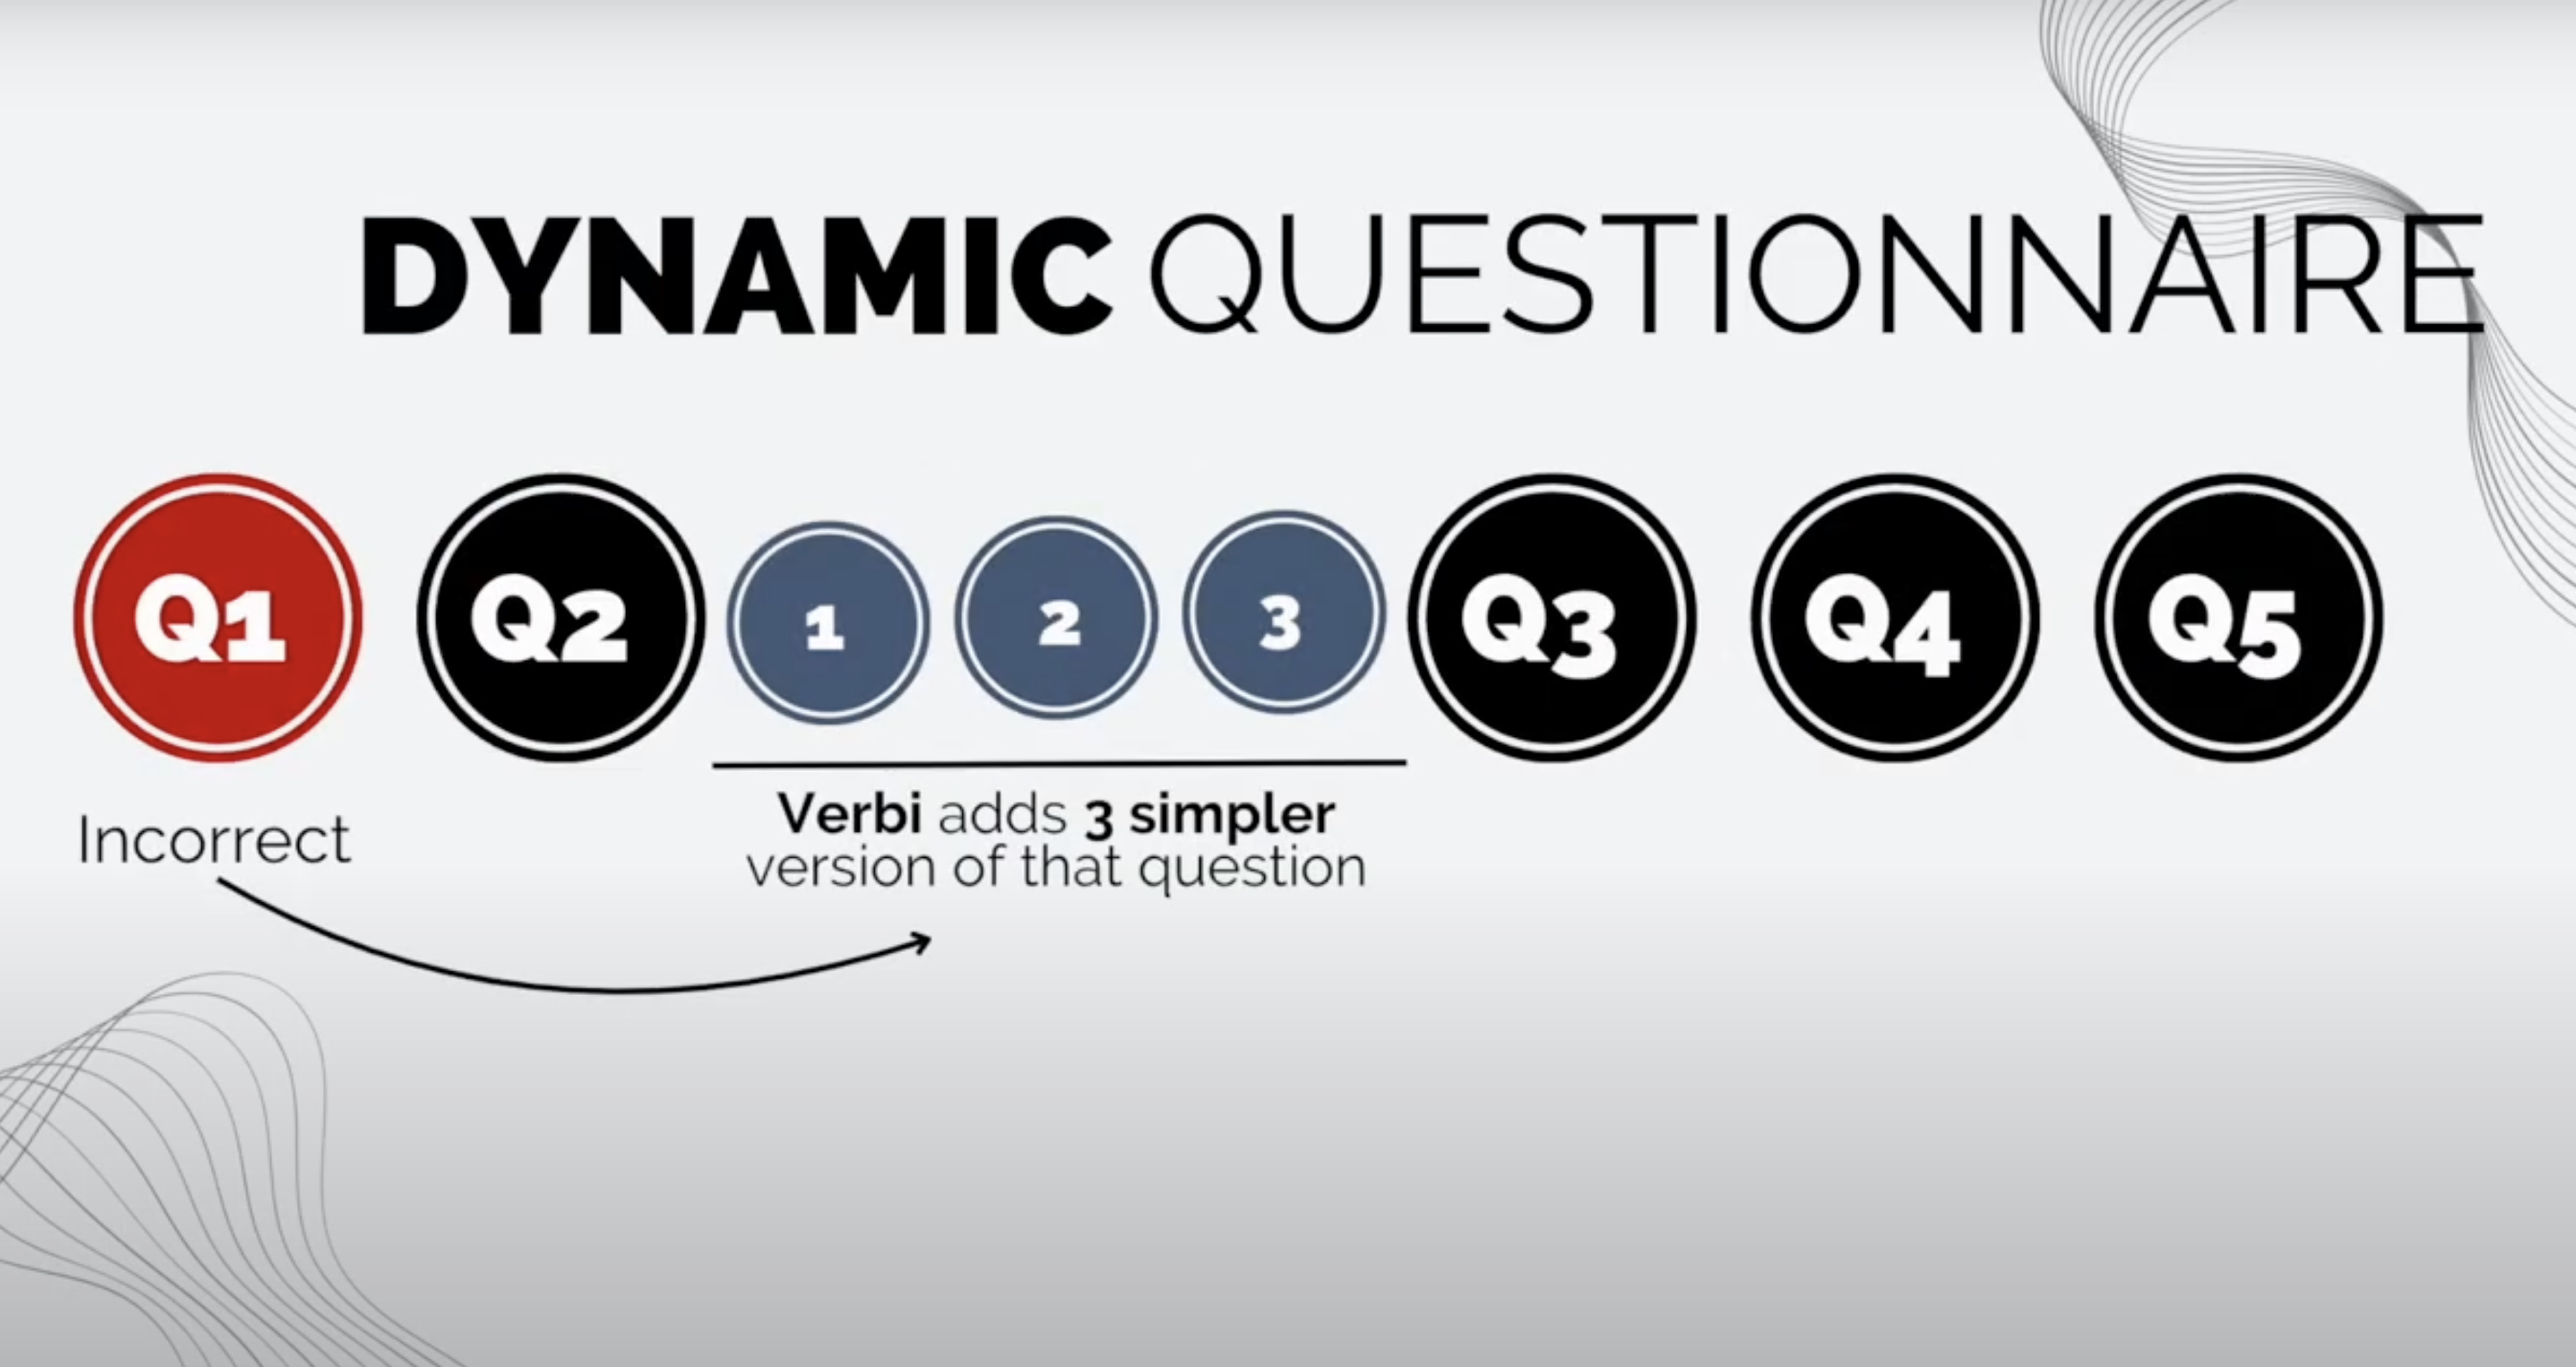 DYNAMIC QUESTIONNAIRE
Q1 Q2 1 2 3 Q3 Q4 Q5
Incorrect
Verbi adds 3 simpler
version of that question